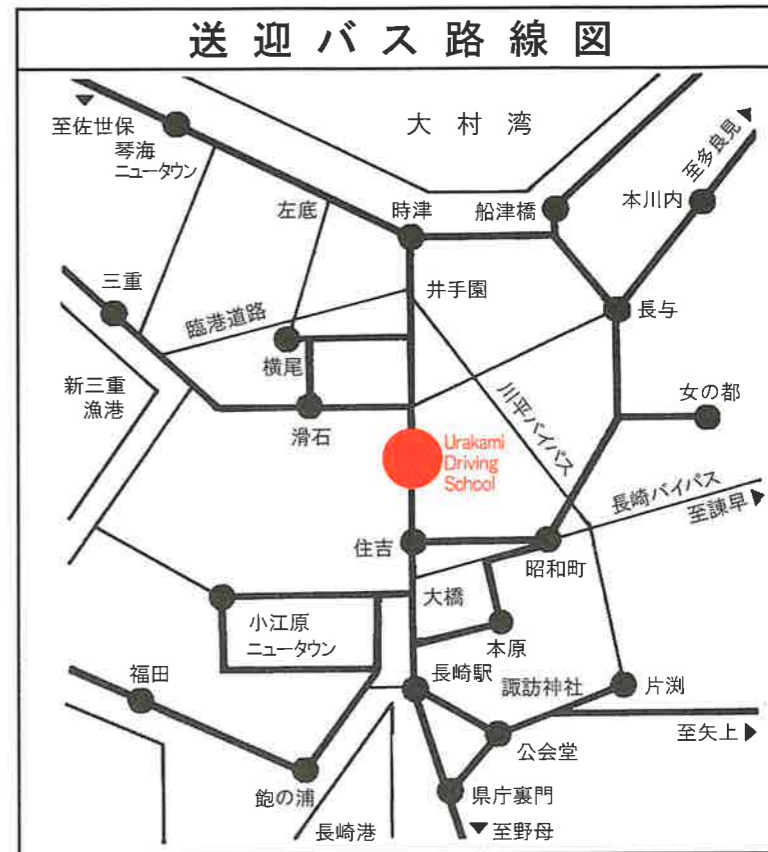 送迎バス路線図
大村湾
至佐世保
琴海
ニュータウン
至多良見
左底
時津
船津橋
本川内
三重
井手園
長与
臨港道路
横尾
新三重
漁港
滑石
川平バイパス
女の都
Urakami
Driving
School
長崎バイパス
至諫早
住吉
昭和町
大橋
小江原
ニュータウン
本原
福田
長崎駅
諏訪神社
片渕
至矢上
公会堂
飽の浦
県庁裏門
長崎港
至野母